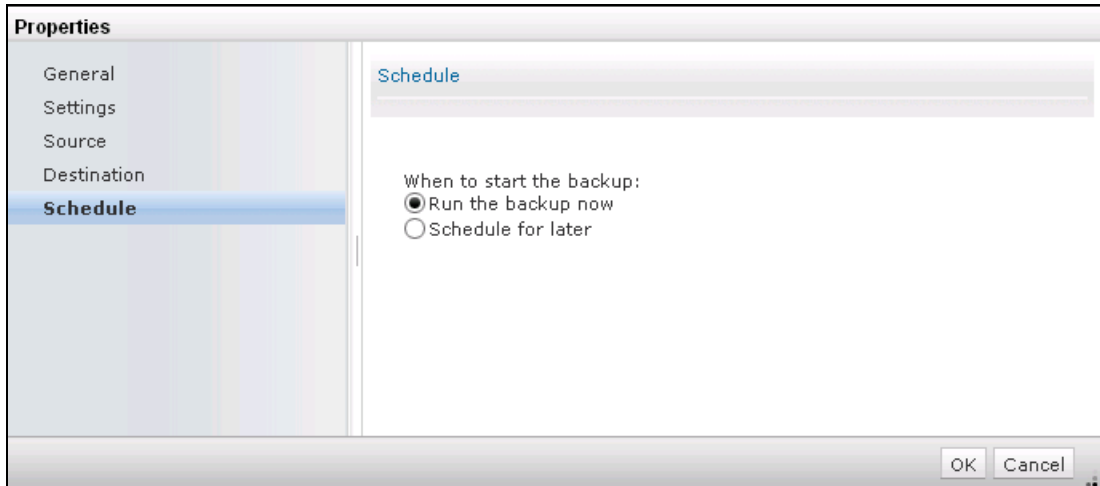 Properties
General
Settings
Source
Destination
Schedule
Schedule
When to start the backup:
Run the backup now
Schedule for later
OK
Cancel